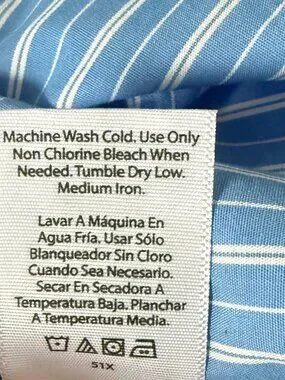 Machine Wash Cold. Use Only
Non Chlorine Bleach When
Needed. Tumble Dry Low.
Medium Iron.
Lavar A Máquina En
Agua Fría. Usar Sólo
Blanqueador Sin Cloro
Cuando Sea Necesario.
Secar En Secadora A
Temperatura Baja. Planchar
A Temperatura Media.
51X